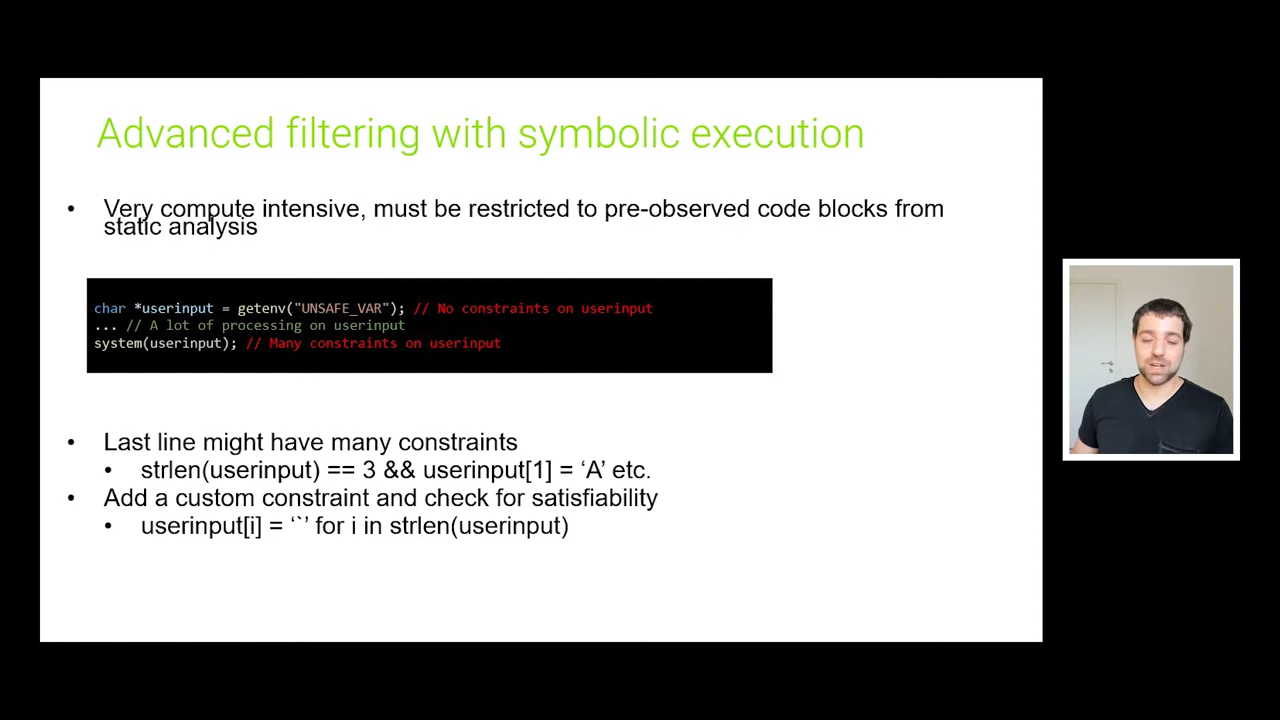 Advanced filtering with symbolic execution
• Very compute intensive, must be restricted to pre-observed code blocks from
static analysis
char *userinput = getenv("UNSAFE_VAR"); // No constraints on userinput
... // A lot of processing on userinput
system(userinput); // Many constraints on userinput
• Last line might have many constraints
• strlen(userinput) == 3 && userinput[1] = ‘A’ etc.
• Add a custom constraint and check for satisfiability
• userinput[i] = ‘`’ for i in strlen(userinput)